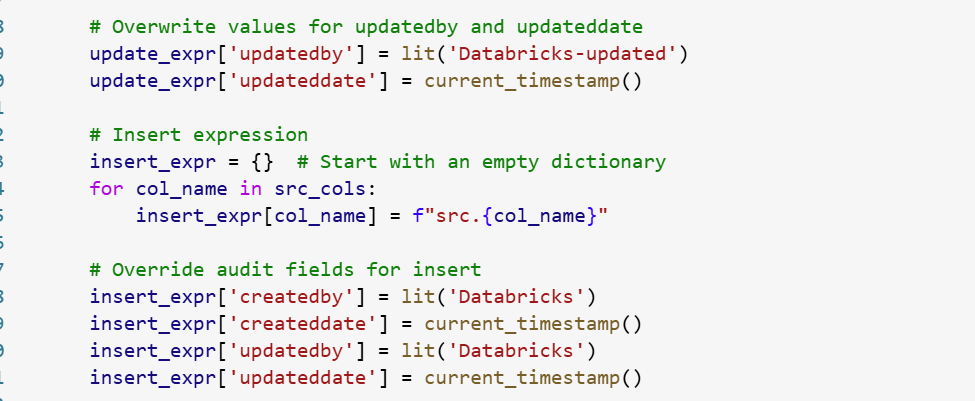 # Overwrite values for updatedby and updateddate
update_expr['updatedby'] = lit('Databricks-updated')
update_expr['updateddate'] = current_timestamp()
# Insert expression
insert_expr = {}  # Start with an empty dictionary
for col_name in src_cols:
    insert_expr[col_name] = f"src.{col_name}"
# Override audit fields for insert
insert_expr['createdby'] = lit('Databricks')
insert_expr['createddate'] = current_timestamp()
insert_expr['updatedby'] = lit('Databricks')
insert_expr['updateddate'] = current_timestamp()